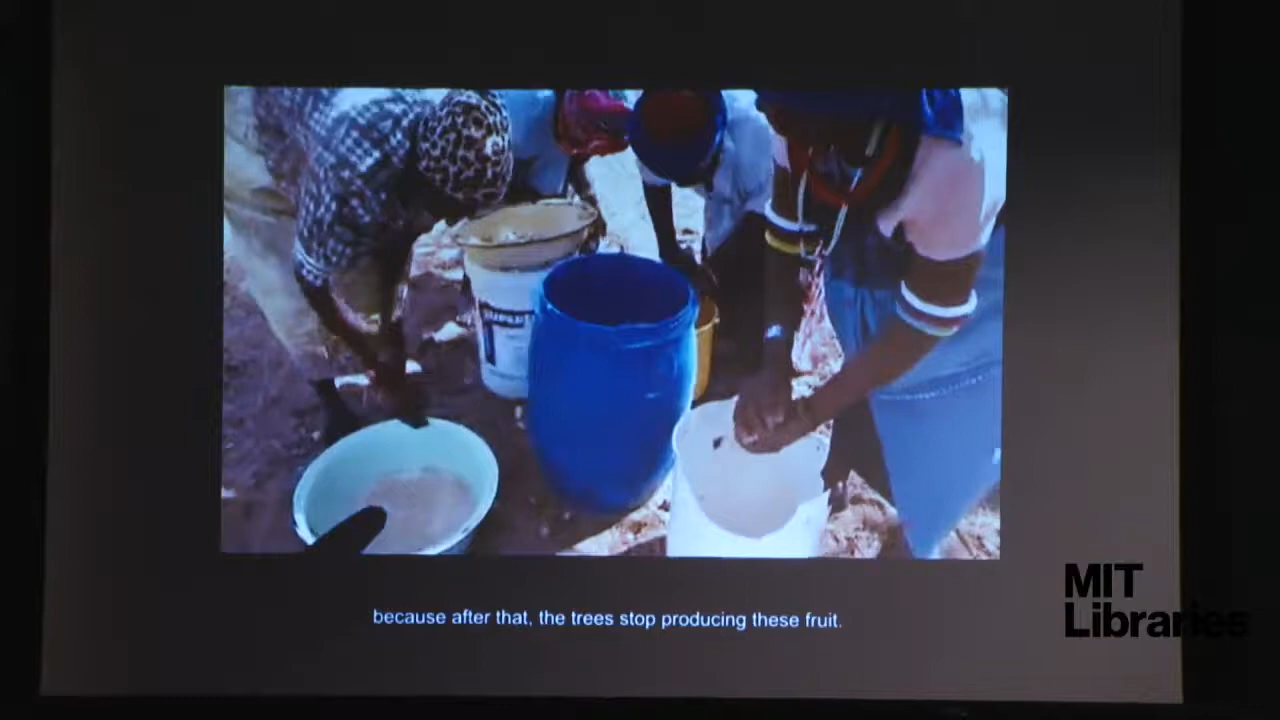 because after that, the trees stop producing these fruit.
MIT
Libraries